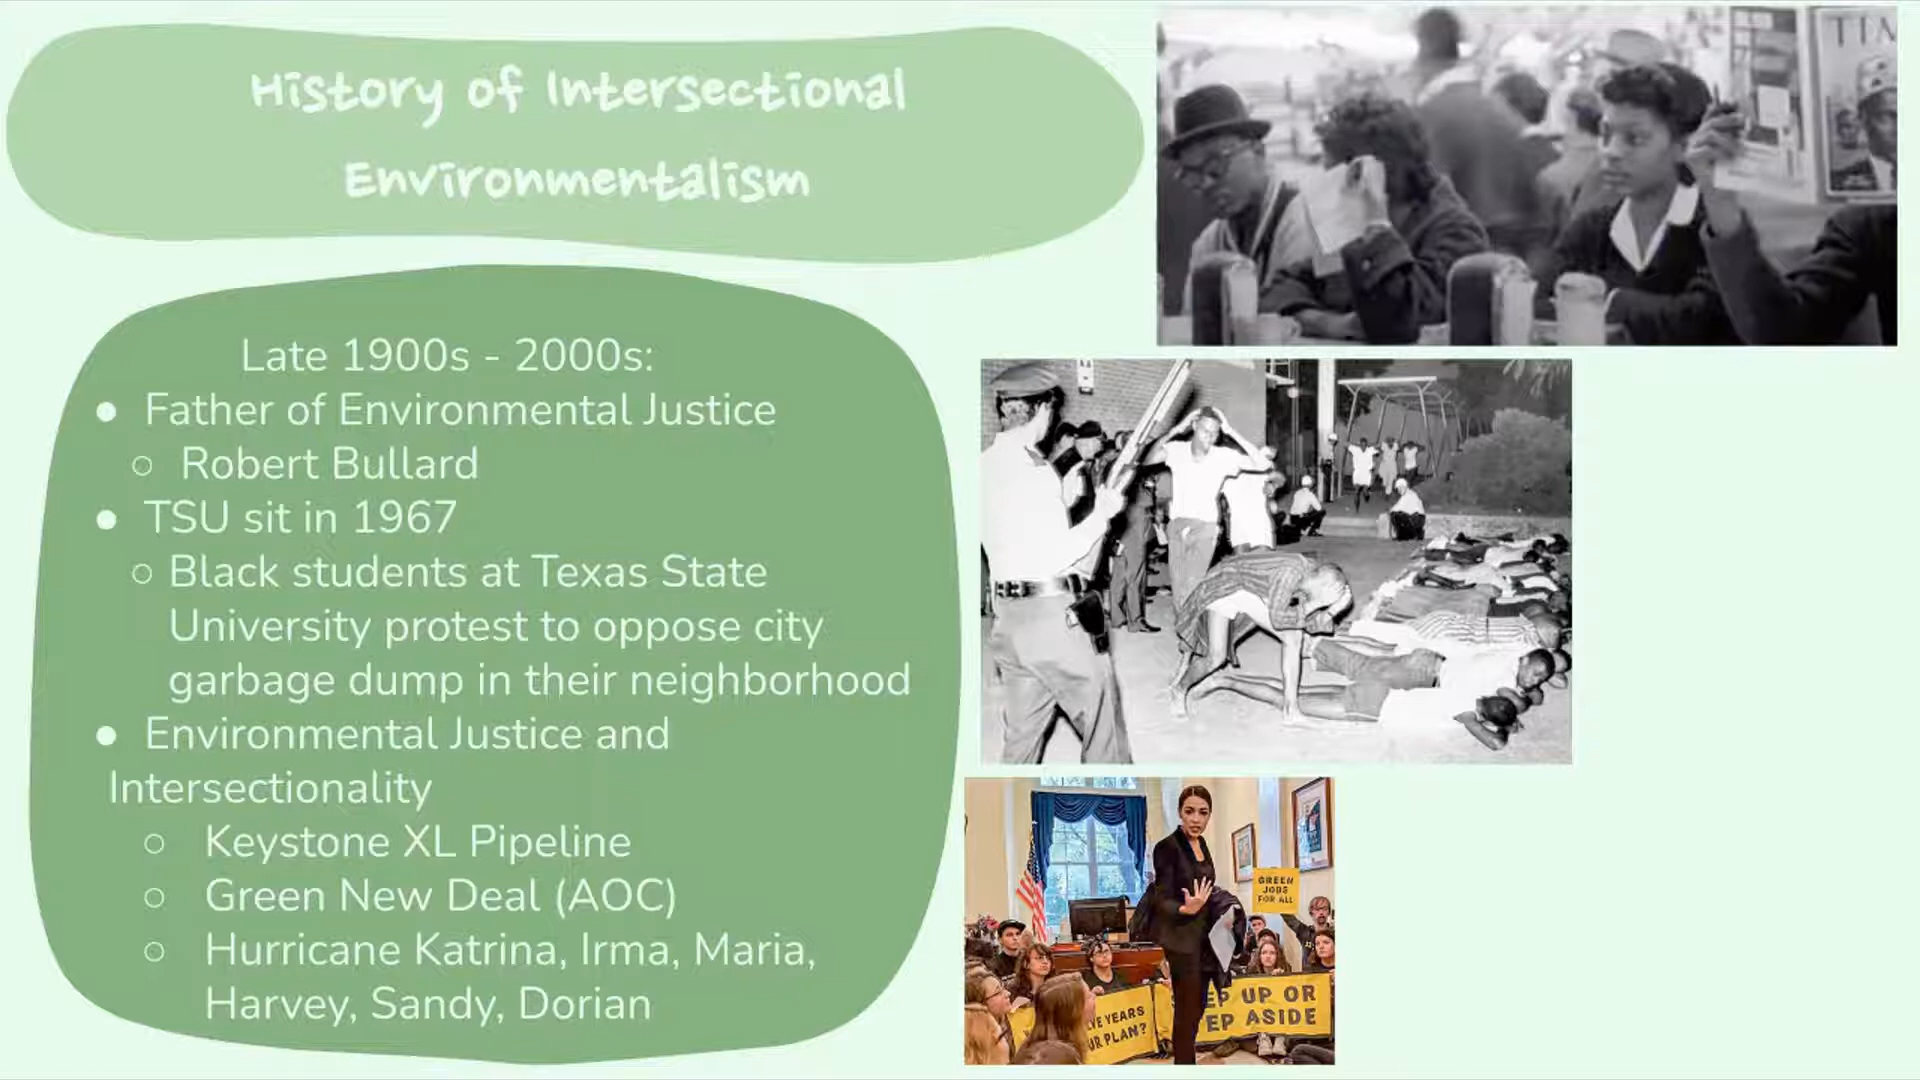 History of Intersectional
Environmentalism
Late 1900s - 2000s:
● Father of Environmental Justice
○ Robert Bullard
● TSU sit in 1967
○ Black students at Texas State
University protest to oppose city
garbage dump in their neighborhood
● Environmental Justice and
Intersectionality
○ Keystone XL Pipeline
○ Green New Deal (AOC)
○ Hurricane Katrina, Irma, Maria,
Harvey, Sandy, Dorian
GREEN
JOBS
FOR ALL
YEARS
PLAN?
UP OR
ASIDE